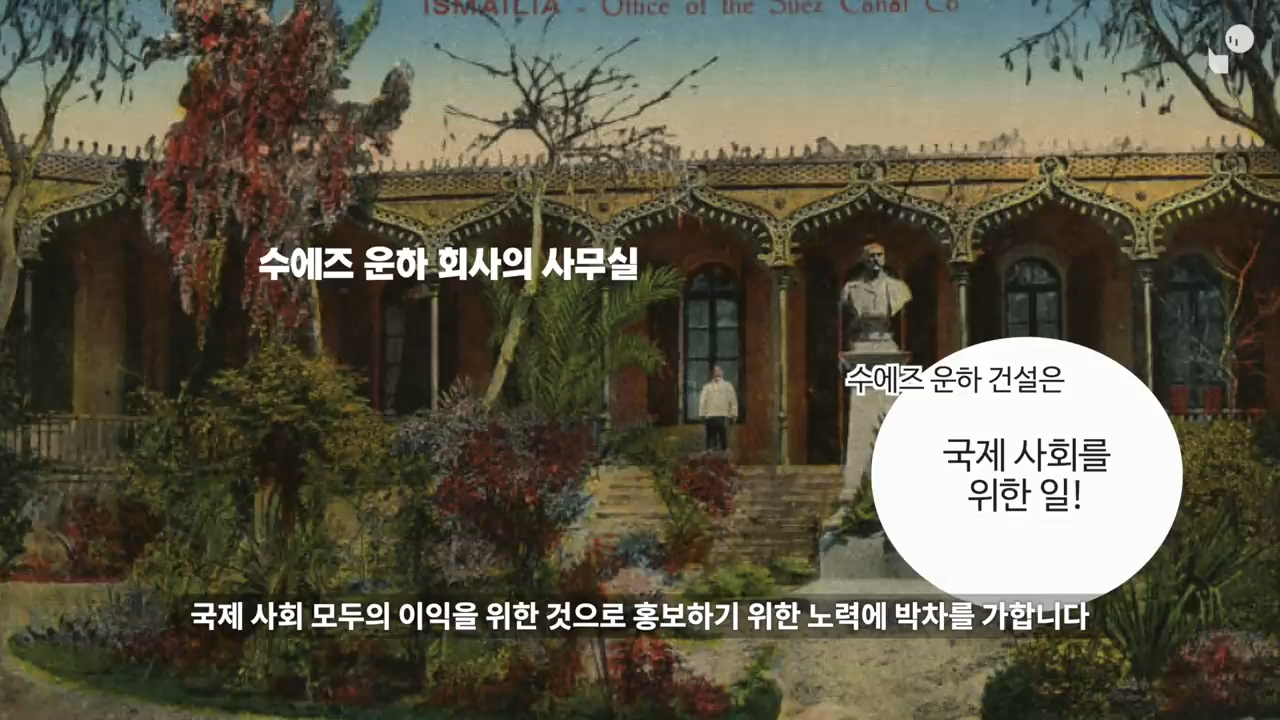 ISMAILIA - Office of the Suez Canal Co
수에즈 운하 회사의 사무실
수에즈 운하 건설은
국제 사회를
위한 일!
국제 사회 모두의 이익을 위한 것으로 홍보하기 위한 노력에 박차를 가합니다